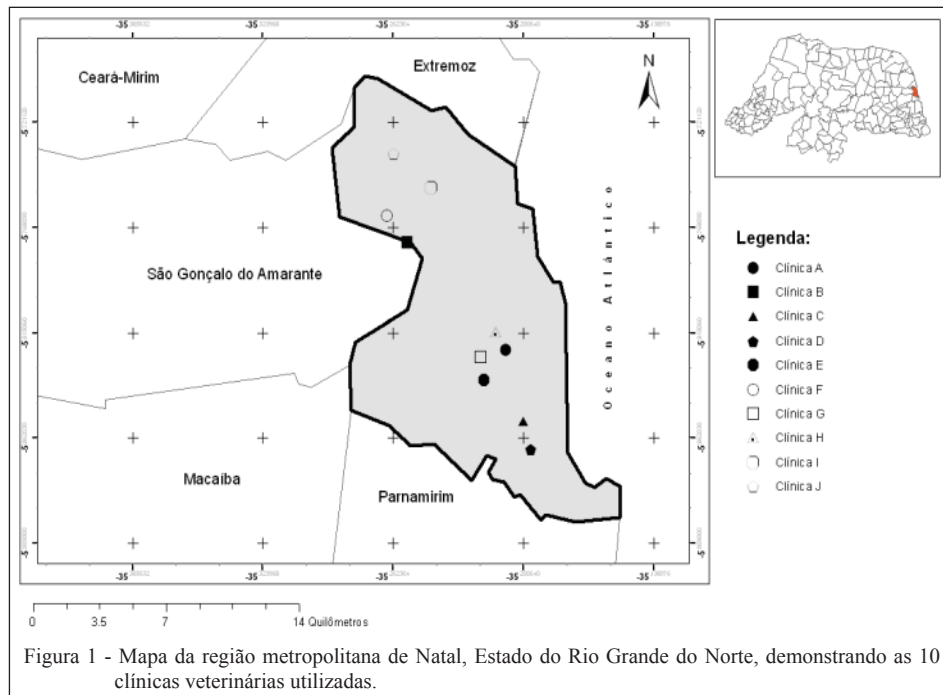 Ceará-Mirim
Extremoz
N
São Gonçalo do Amarante
Oceano Atlântico
Macaíba
Parnamirim
Legenda:
Clínica A
Clínica B
Clínica C
Clínica D
Clínica E
Clínica F
Clínica G
Clínica H
Clínica I
Clínica J
0 3.5 7 14 Quilômetros
Figura 1 - Mapa da região metropolitana de Natal, Estado do Rio Grande do Norte, demonstrando as 10
clínicas veterinárias utilizadas.